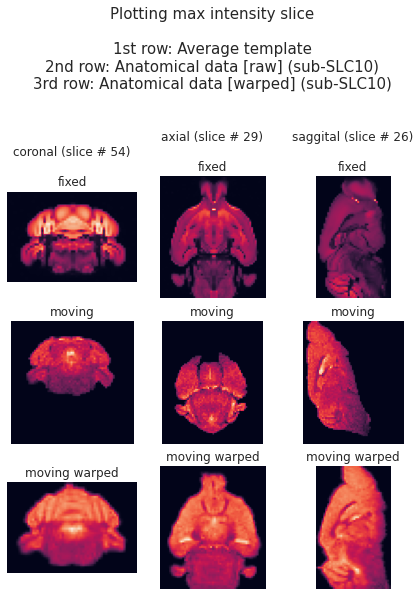 Plotting max intensity slice
1st row: Average template
2nd row: Anatomical data [raw] (sub-SLC10)
3rd row: Anatomical data [warped] (sub-SLC10)
coronal (slice # 54)
axial (slice # 29)
saggital (slice # 26)
fixed
fixed
fixed
moving
moving
moving
moving warped
moving warped
moving warped